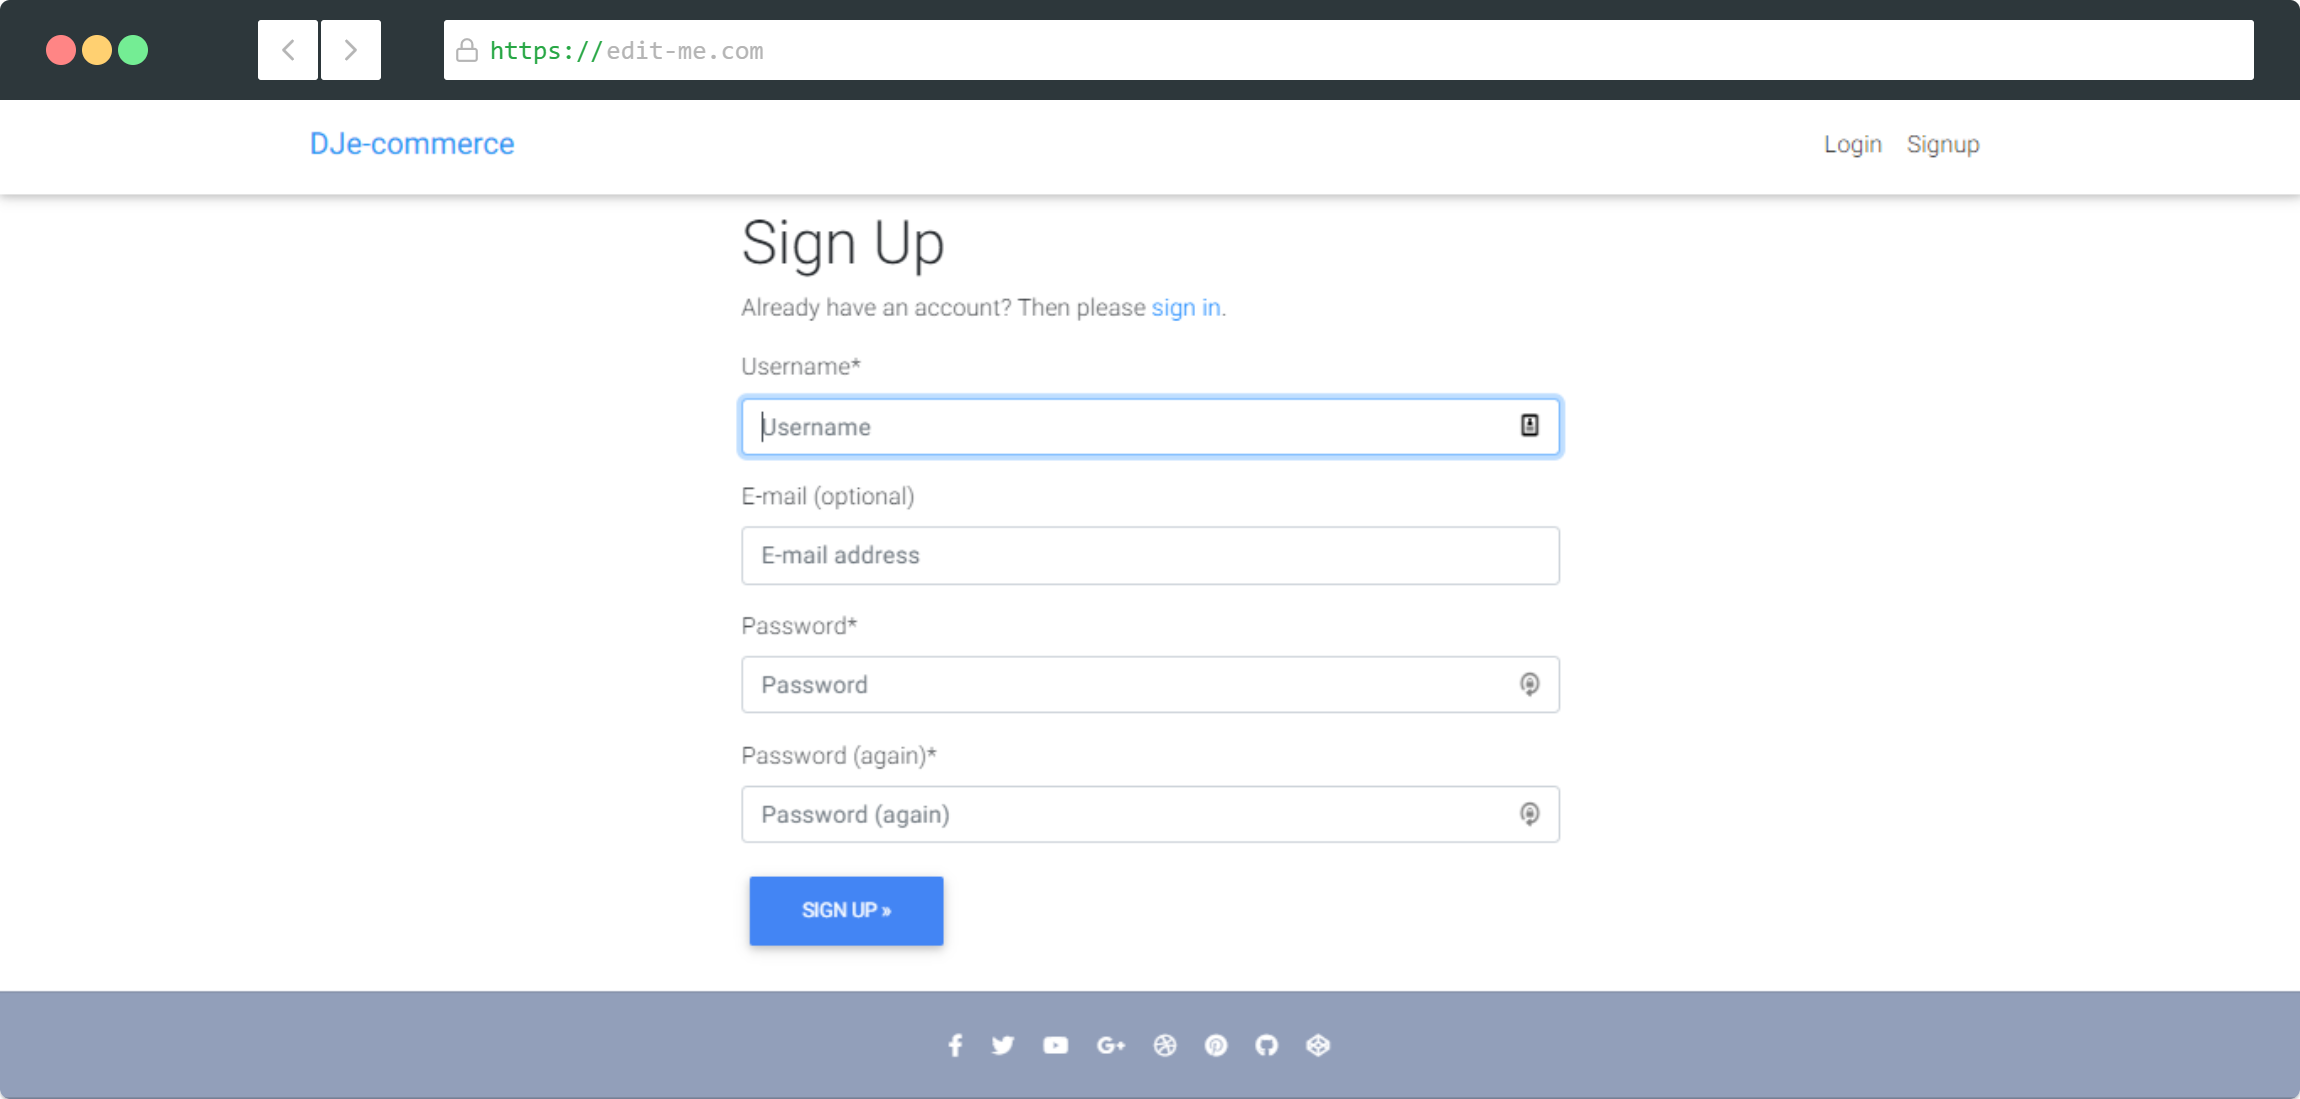 https://edit-me.com
DJe-commerce
Login Signup
Sign Up
Already have an account? Then please sign in.
Username*
Username
E-mail (optional)
E-mail address
Password*
Password
Password (again)*
Password (again)
SIGN UP »